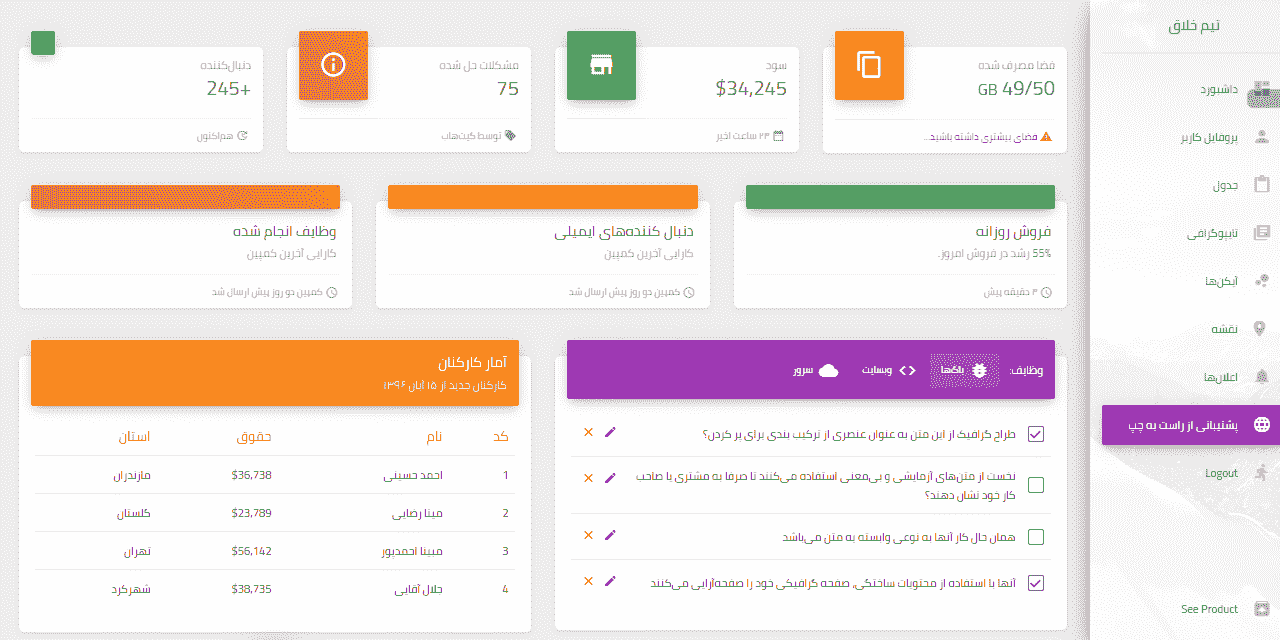 تیم خلاق
داشبورد
پروفایل کاربر
جدول
تایپوگرافی
آیکن‌ها
نقشه
اعلان‌ها
پشتیبانی از راست به چپ
Logout
See Product
فضا مصرف شده
49/50 GB
فضای بیشتری داشته باشید...
سود
$34,245
۲۳ ساعت اخیر
مشکلات حل شده
75
توسط گیت‌هاب
دنبال‌کننده
245+
هم‌اکنون
فروش روزانه
55% رشد در فروش امروز.
۳ دقیقه پیش
دنبال کننده‌های ایمیلی
کارایی آخرین کمپین
کمپین دو روز پیش ارسال شد
وظایف انجام شده
کارایی آخرین کمپین
کمپین دو روز پیش ارسال شد
وظایف: باگ‌ها وبسایت سرور
طراح گرافیک از این متن به عنوان عنصری از ترکیب بندی برای پر کردن؟
نخست از متن‌های آزمایشی و بی‌معنی استفاده می‌کنند تا صرفا به مشتری یا صاحب
کار خود نشان دهند؟
همان حال کار آنها به نوعی وابسته به متن می‌باشد
آنها با استفاده از محتویات ساختگی، صفحه گرافیکی خود را صفحه‌آرایی می‌کنند
آمار کارکنان
کارکنان جدید از ۱۵ آبان ۱۳۹۶
کد نام حقوق استان
1 احمد حسینی $36,738 مازندران
2 مینا رضایی $23,789 گلستان
3 مبینا احمدپور $56,142 تهران
4 جلال آقایی $38,735 شهرکرد